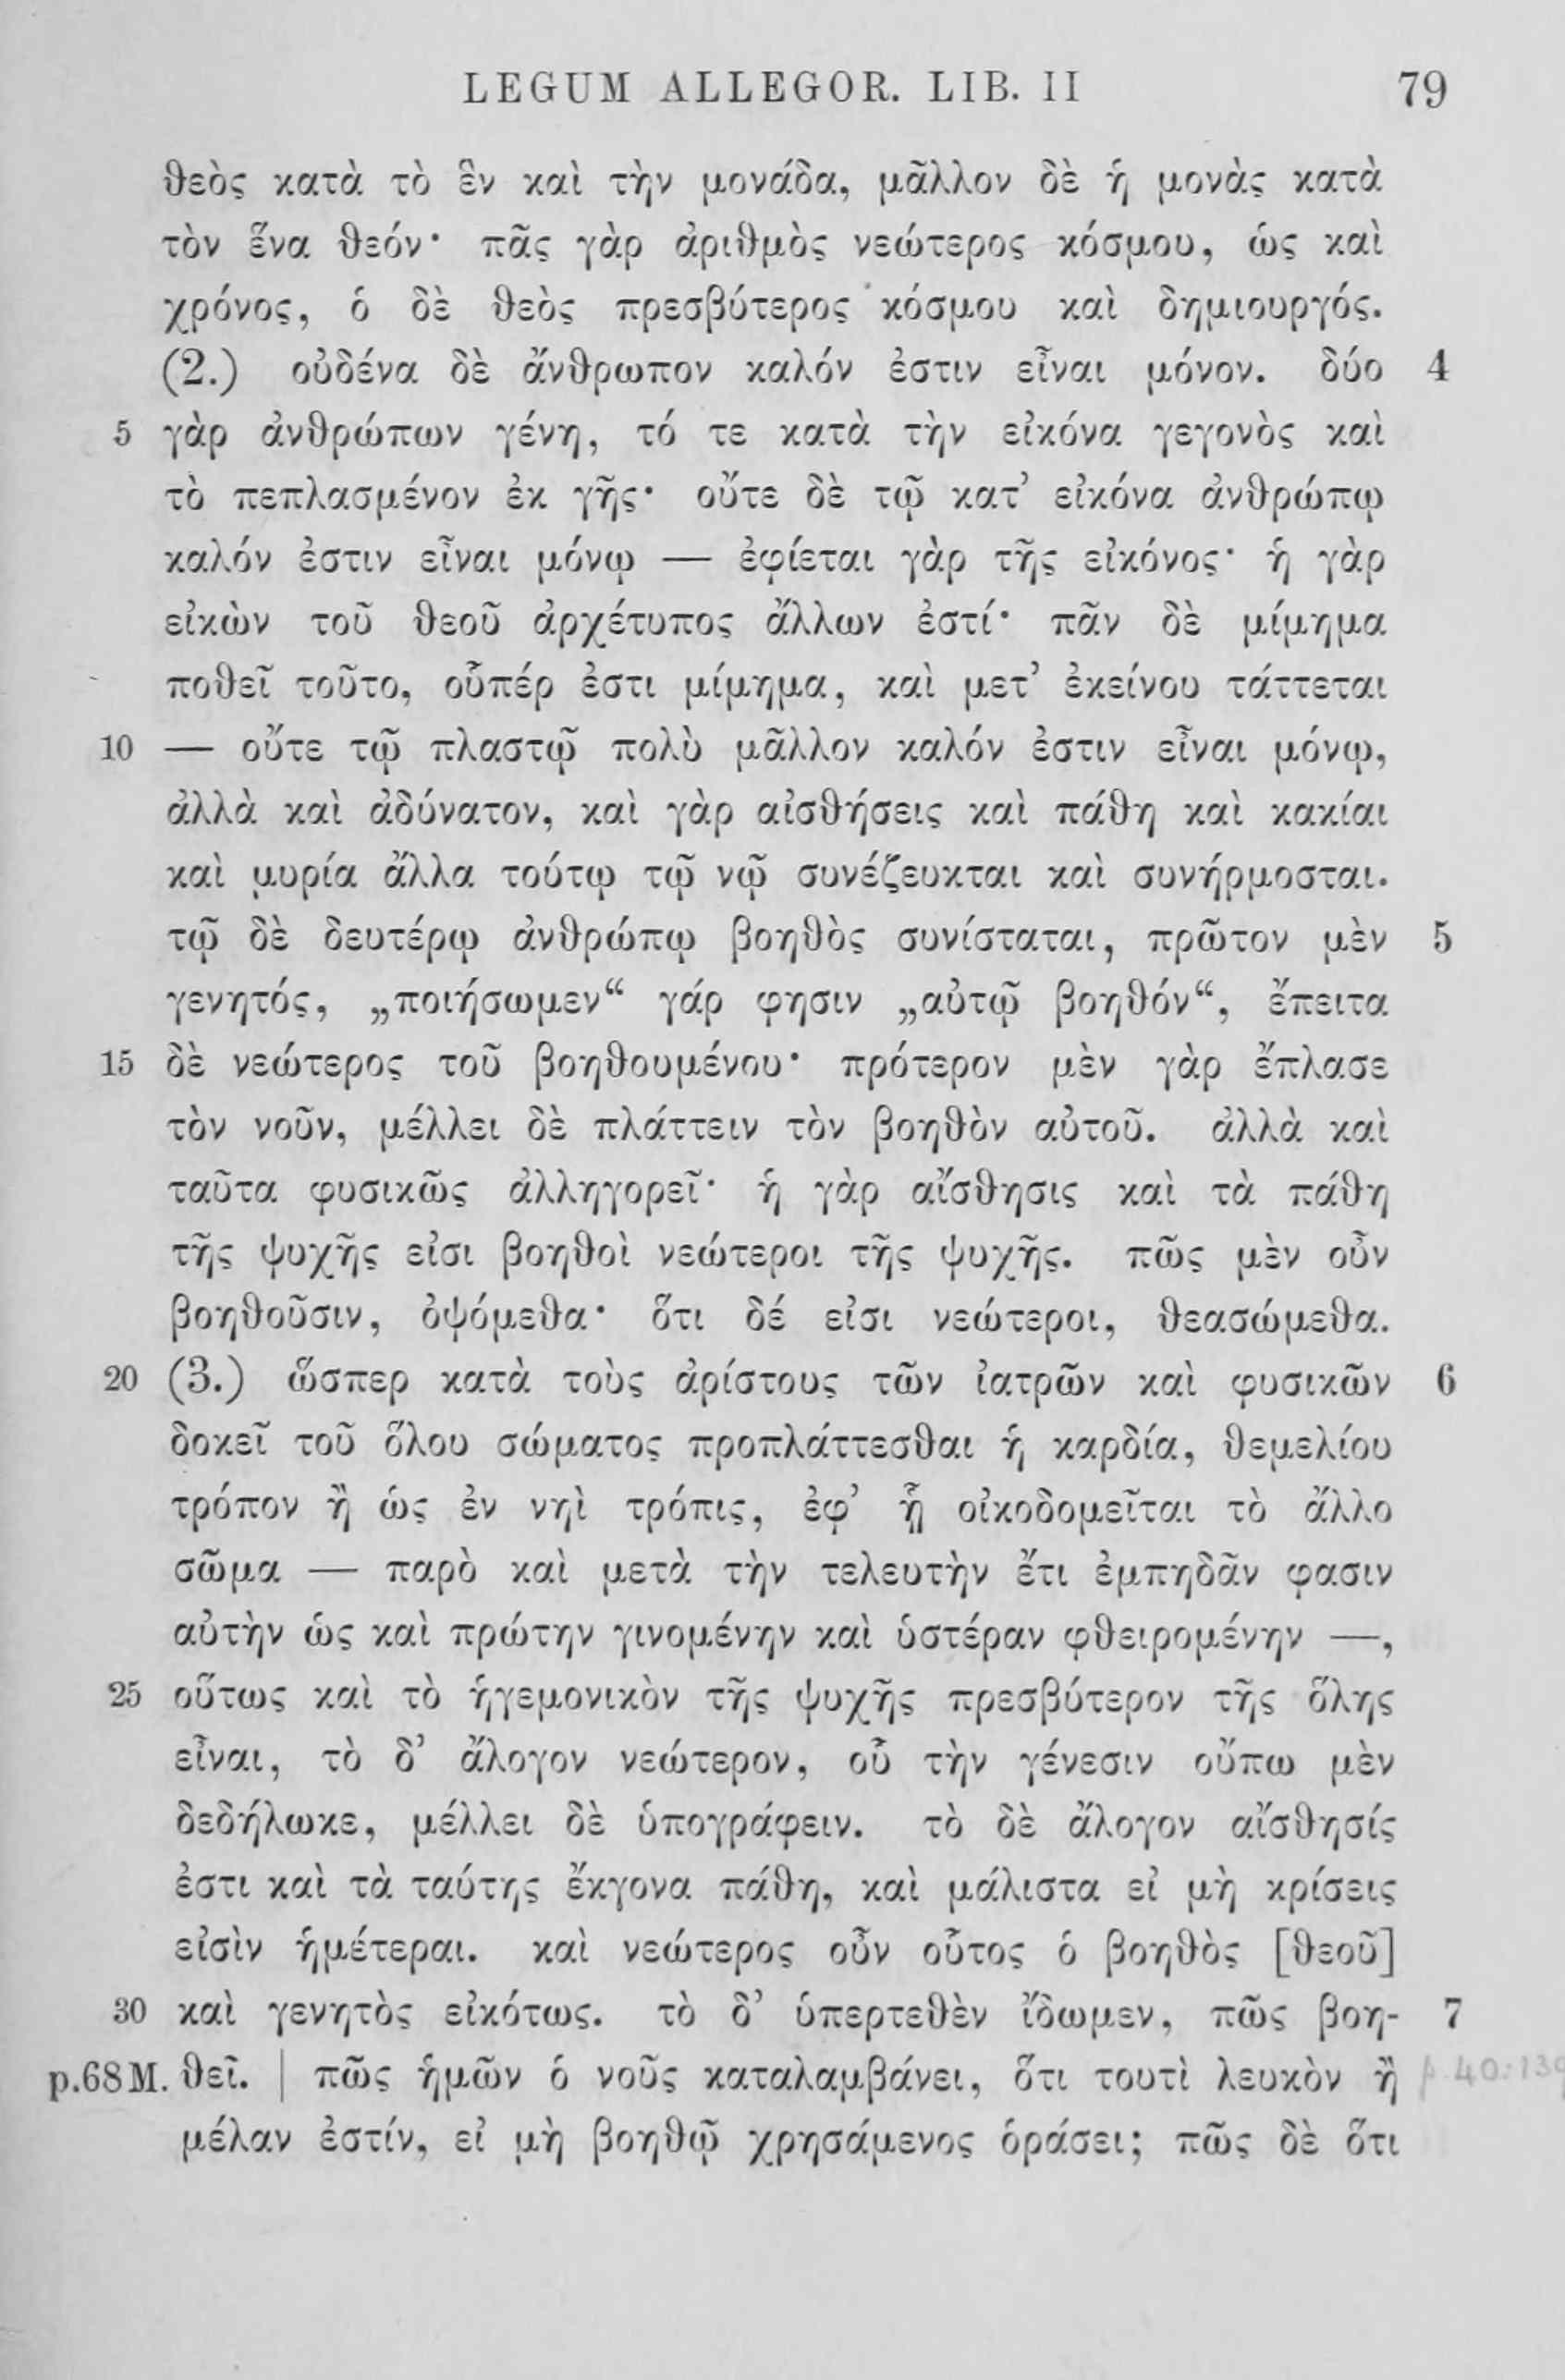 LEGUM ALLEGOR. LIB. II 79
θεὸς κατὰ τὸ ἓν καὶ τὴν μονάδα, μᾶλλον δὲ ἡ μονὰς κατὰ
τὸν ἕνα θεόν· πᾶς γὰρ ἀριθμὸς νεώτερος κόσμου, ὡς καὶ
χρόνος, ὁ δὲ θεὸς πρεσβύτερος κόσμου καὶ δημιουργός.
(2.) οὐδένα δὲ ἄνθρωπον καλόν ἐστιν εἶναι μόνον. δύο 4
5 γὰρ ἀνθρώπων γένη, τό τε κατὰ τὴν εἰκόνα γεγονὸς καὶ
τὸ πεπλασμένον ἐκ γῆς· οὔτε δὲ τῷ κατ’ εἰκόνα ἀνθρώπῳ
καλόν ἐστιν εἶναι μόνῳ — ἐφίεται γὰρ τῆς εἰκόνος· ἡ γὰρ
εἰκὼν τοῦ θεοῦ ἀρχέτυπος ἄλλων ἐστί· πᾶν δὲ μίμημα
ποθεῖ τοῦτο, οὗπέρ ἐστι μίμημα, καὶ μετ’ ἐκείνου τάττεται
10 — οὔτε τῷ πλαστῷ πολὺ μᾶλλον καλόν ἐστιν εἶναι μόνῳ,
ἀλλὰ καὶ ἀδύνατον, καὶ γὰρ αἰσθήσεις καὶ πάθη καὶ κακίαι
καὶ μυρία ἄλλα τούτῳ τῷ νῷ συνέζευκται καὶ συνήρμοσται.
τῷ δὲ δευτέρῳ ἀνθρώπῳ βοηθὸς συνίσταται, πρῶτον μὲν 5
γενητός, „ποιήσωμεν“ γάρ φησιν „αὐτῷ βοηθόν“, ἔπειτα
15 δὲ νεώτερος τοῦ βοηθουμένου· πρότερον μὲν γὰρ ἔπλασε
τὸν νοῦν, μέλλει δὲ πλάττειν τὸν βοηθὸν αὐτοῦ. ἀλλὰ καὶ
ταῦτα φυσικῶς ἀλληγορεῖ· ἡ γὰρ αἴσθησις καὶ τὰ πάθη
τῆς ψυχῆς εἰσι βοηθοὶ νεώτεροι τῆς ψυχῆς. πῶς μὲν οὖν
βοηθοῦσιν, ὀψόμεθα· ὅτι δέ εἰσι νεώτεροι, θεασώμεθα.
20 (3.) ὥσπερ κατὰ τοὺς ἀρίστους τῶν ἰατρῶν καὶ φυσικῶν 6
δοκεῖ τοῦ ὅλου σώματος προπλάττεσθαι ἡ καρδία, θεμελίου
τρόπον ἢ ὡς ἐν νηὶ τρόπις, ἐφ’ ᾗ οἰκοδομεῖται τὸ ἄλλο
σῶμα — παρὸ καὶ μετὰ τὴν τελευτὴν ἔτι ἐμπηδᾶν φασιν
αὐτὴν ὡς καὶ πρώτην γινομένην καὶ ὑστέραν φθειρομένην —,
25 οὕτως καὶ τὸ ἡγεμονικὸν τῆς ψυχῆς πρεσβύτερον τῆς ὅλης
εἶναι, τὸ δ’ ἄλογον νεώτερον, οὗ τὴν γένεσιν οὔπω μὲν
δεδήλωκε, μέλλει δὲ ὑπογράφειν. τὸ δὲ ἄλογον αἴσθησίς
ἐστι καὶ τὰ ταύτης ἔκγονα πάθη, καὶ μάλιστα εἰ μὴ κρίσεις
εἰσὶν ἡμέτεραι. καὶ νεώτερος οὖν οὗτος ὁ βοηθὸς [θεοῦ]
30 καὶ γενητὸς εἰκότως. τὸ δ’ ὑπερτεθὲν ἴδωμεν, πῶς βοη- 7
p.68M. θεῖ. | πῶς ἡμῶν ὁ νοῦς καταλαμβάνει, ὅτι τουτὶ λευκὸν ἢ
μέλαν ἐστίν, εἰ μὴ βοηθῷ χρησάμενος ὁράσει; πῶς δὲ ὅτι